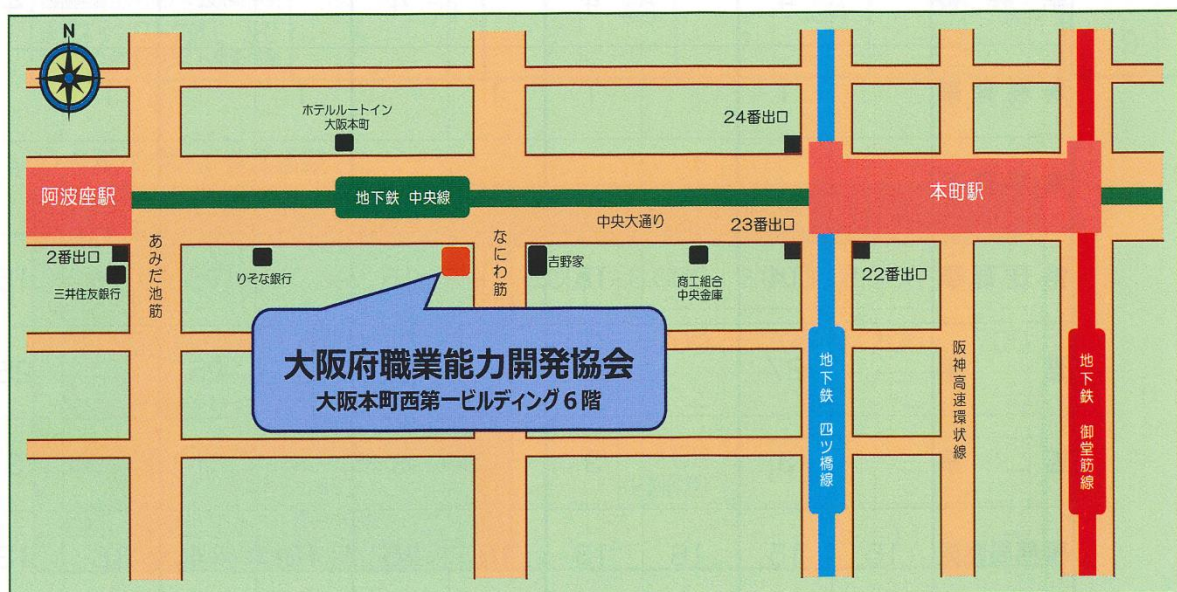 N
ホテルルートイン
大阪本町
24番出口
阿波座駅
地下鉄 中央線
本町駅
中央大通り
23番出口
2番出口
三井住友銀行
あみだ池筋
りそな銀行
なにわ筋
吉野家
商工組合
中央金庫
22番出口
大阪府職業能力開発協会
大阪本町西第一ビルディング6階
地下鉄 四ツ橋線
阪神高速環状線
地下鉄 御堂筋線